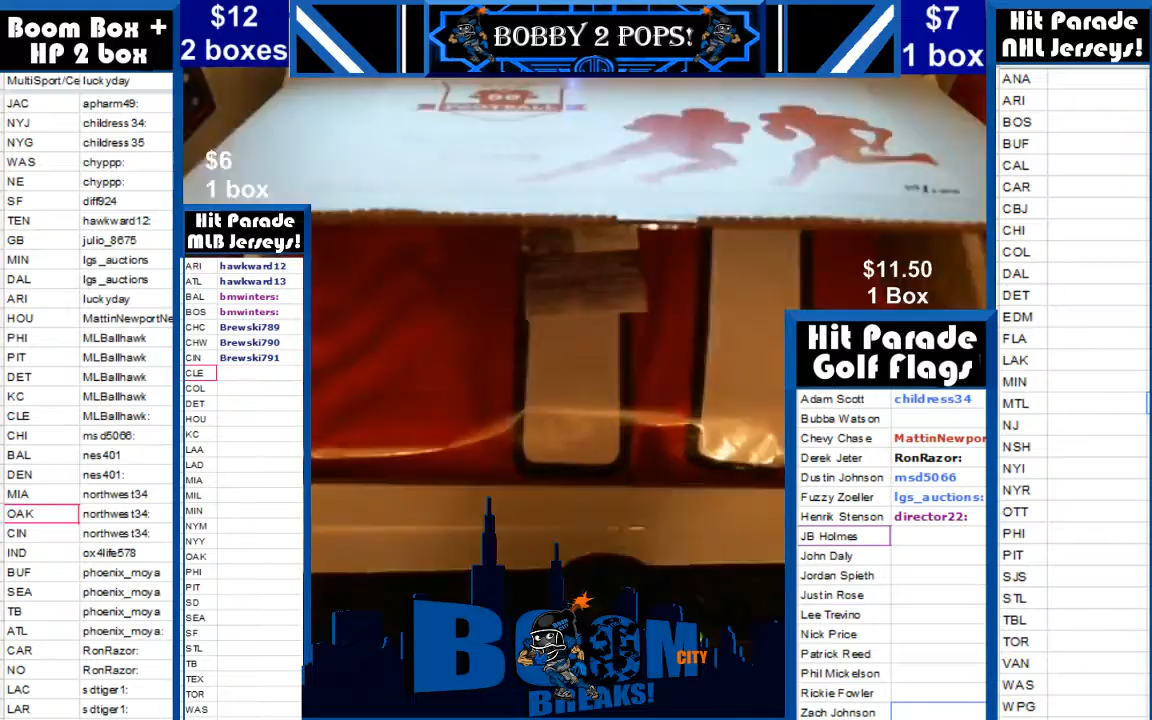 Boom Box +
HP 2 box
MultiSport/Ce luckyday
JAC apharm49:
NYJ childress 34:
NYG childress 35
WAS chyppp:
NE chyppp:
SF diff924
TEN hawkward12:
GB julio_8675
MIN lgs_auctions
DAL lgs_auctions
ARI luckyday
HOU MattinNewportNe
PHI MLBallhawk
PIT MLBallhawk
DET MLBallhawk
KC MLBallhawk
CLE MLBallhawk:
CHI msd5066:
BAL nes401
DEN nes401:
MIA northwest34
OAK northwest34:
CIN northwest34:
IND ox4life578
BUF phoenix_moya
SEA phoenix_moya
TB phoenix_moya
ATL phoenix_moya:
CAR RonRazor:
NO RonRazor:
LAC sdtiger1:
LAR sdtiger1:
$12
2 boxes
BOBBY 2 POPS!
$7
1 box
FOOTBALL
$6
1 box
Hit Parade
MLB Jerseys!
ARI hawkward12
ATL hawkward13
BAL bmwinters:
BOS bmwinters:
CHC Brewski789
CHW Brewski790
CIN Brewski791
CLE
COL
DET
HOU
KC
LAA
LAD
MIA
MIL
MIN
NYM
NYY
OAK
PHI
PIT
SD
SEA
SF
STL
TB
TEX
TOR
WAS
BOOM
CITY
BREAKS!
$11.50
1 Box
Hit Parade
Golf Flags
Adam Scott childress34
Bubba Watson
Chevy Chase MattinNewpor
Derek Jeter RonRazor:
Dustin Johnson msd5066
Fuzzy Zoeller lgs_auctions:
Henrik Stenson director22:
JB Holmes
John Daly
Jordan Spieth
Justin Rose
Lee Trevino
Nick Price
Patrick Reed
Phil Mickelson
Rickie Fowler
Zach Johnson
Hit Parade
NHL Jerseys!
ANA
ARI
BOS
BUF
CAL
CAR
CBJ
CHI
COL
DAL
DET
EDM
FLA
LAK
MIN
MTL
NJ
NSH
NYI
NYR
OTT
PHI
PIT
SJS
STL
TBL
TOR
VAN
WAS
WPG